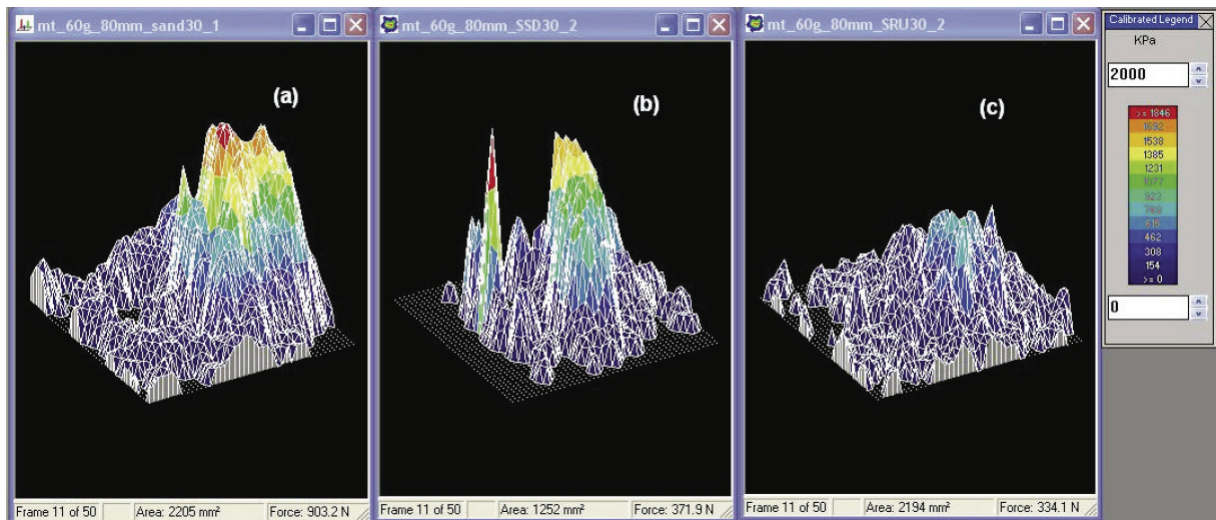 mt_60g_80mm_sand30_1
(a)
Frame 11 of 50 Area: 2205 mm² Force: 903.2 N
mt_60g_80mm_SSD30_2
(b)
Frame 11 of 50 Area: 1252 mm² Force: 371.9 N
mt_60g_80mm_SRU30_2
(c)
Frame 11 of 50 Area: 2194 mm² Force: 334.1 N
Calibrated Legend
KPa
2000
>= 1846
1692
1538
1385
1231
1077
923
769
615
462
308
154
>= 0
0